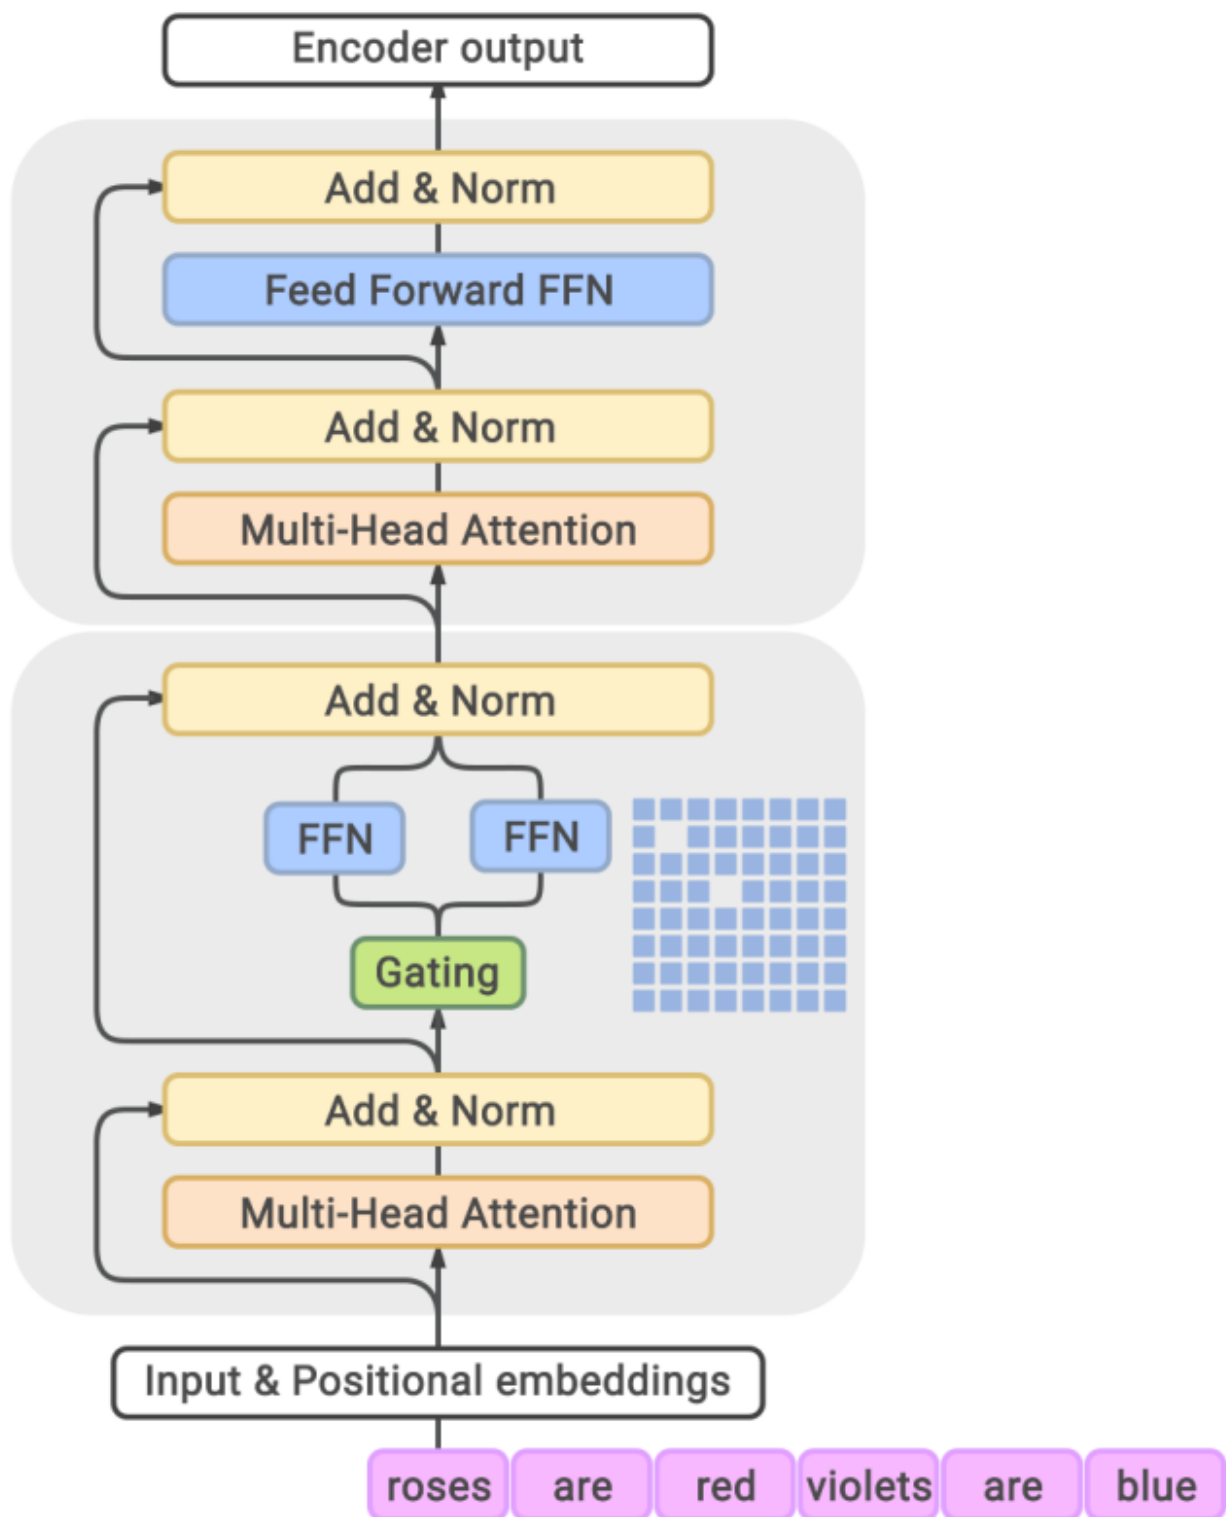 Encoder output
Add & Norm
Feed Forward FFN
Add & Norm
Multi-Head Attention
Add & Norm
FFN FFN
Gating
Add & Norm
Multi-Head Attention
Input & Positional embeddings
roses are red violets are blue